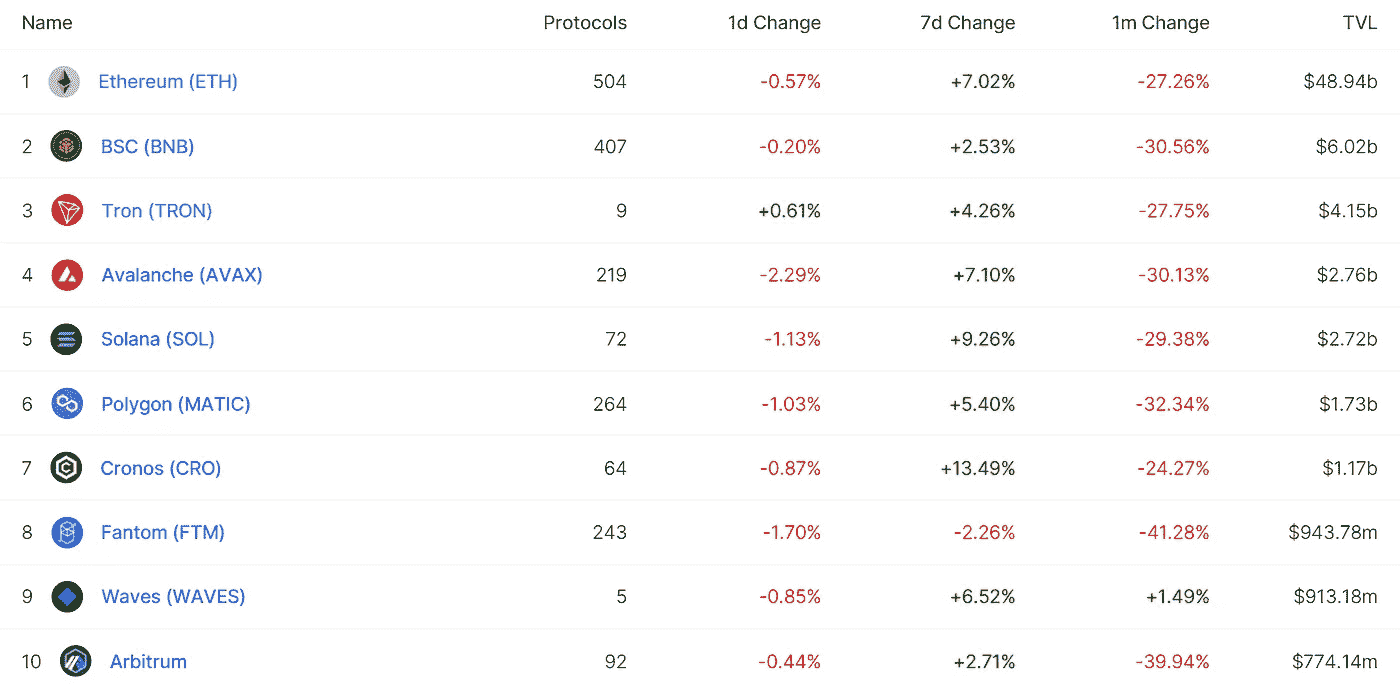 Name Protocols 1d Change 7d Change 1m Change TVL
1 Ethereum (ETH) 504 -0.57% +7.02% -27.26% $48.94b
2 BSC (BNB) 407 -0.20% +2.53% -30.56% $6.02b
3 Tron (TRON) 9 +0.61% +4.26% -27.75% $4.15b
4 Avalanche (AVAX) 219 -2.29% +7.10% -30.13% $2.76b
5 Solana (SOL) 72 -1.13% +9.26% -29.38% $2.72b
6 Polygon (MATIC) 264 -1.03% +5.40% -32.34% $1.73b
7 Cronos (CRO) 64 -0.87% +13.49% -24.27% $1.17b
8 Fantom (FTM) 243 -1.70% -2.26% -41.28% $943.78m
9 Waves (WAVES) 5 -0.85% +6.52% +1.49% $913.18m
10 Arbitrum 92 -0.44% +2.71% -39.94% $774.14m